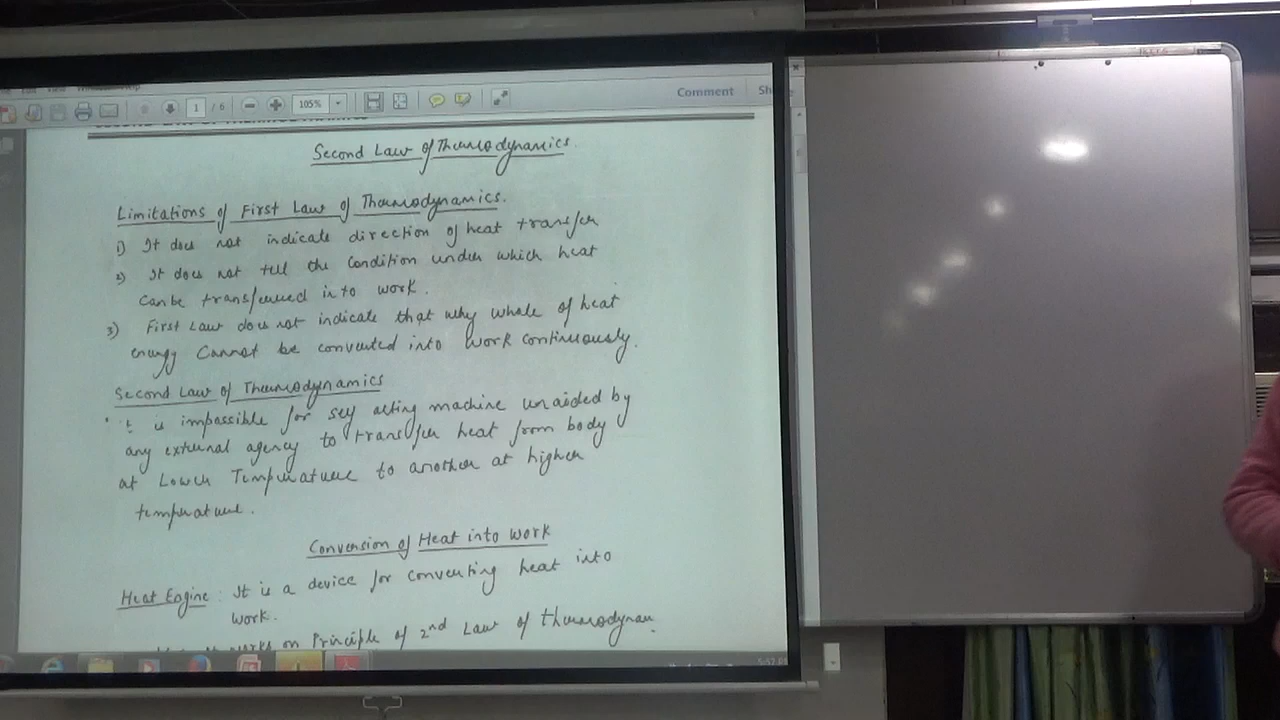 1 / 6
105%
Comment
Sh
Second Law of Thermodynamics.
Limitations of First Law of Thermodynamics.
1) It does not indicate direction of heat transfer
2) It does not tell the condition under which heat
can be transferred into work.
3) First Law does not indicate that why whole of heat
energy Cannot be converted into work continuously.
Second Law of Thermodynamics
It is impossible for self acting machine unaided by
any external agency to transfer heat from body
at Lower Temperature to another at higher
temperature.
Conversion of Heat into Work
Heat Engine : It is a device for converting heat into
work.
works on Principle of 2nd Law of thermodynam